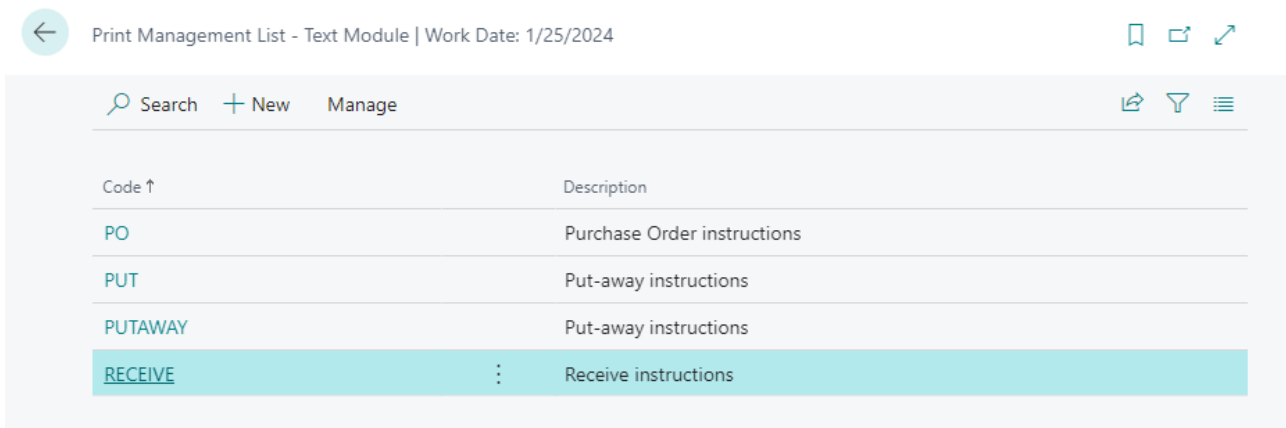 Print Management List - Text Module | Work Date: 1/25/2024
Search + New Manage
Code ↑ Description
PO Purchase Order instructions
PUT Put-away instructions
PUTAWAY Put-away instructions
RECEIVE Receive instructions